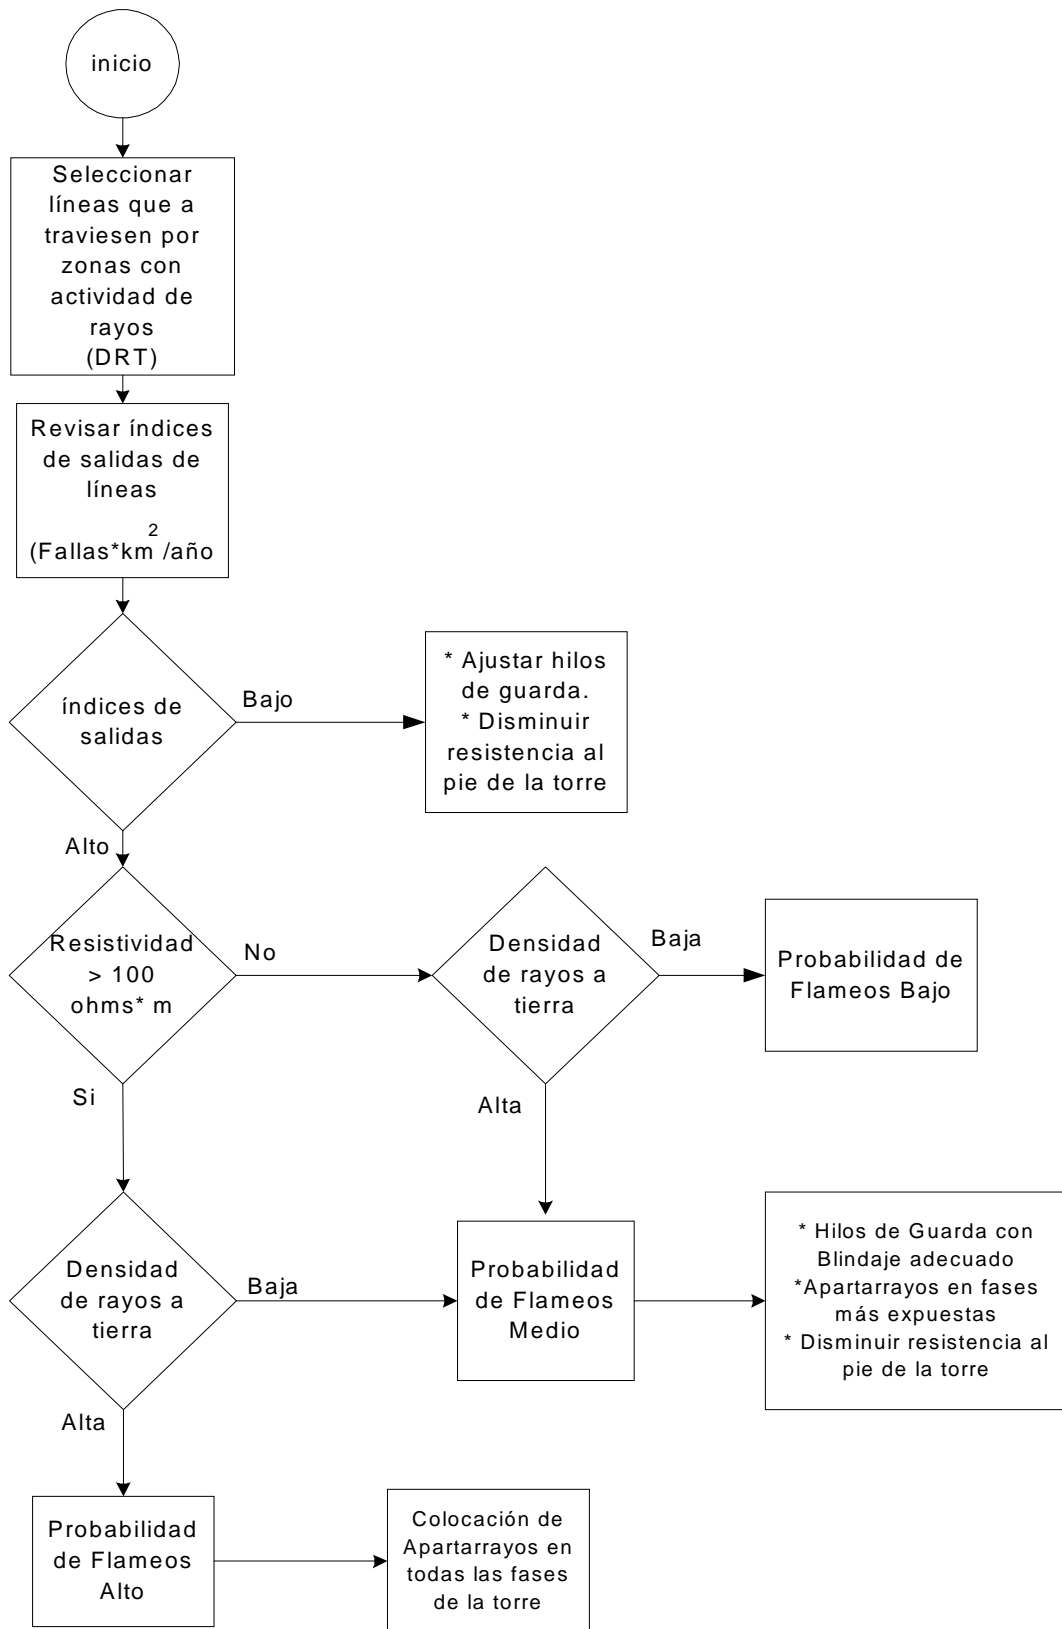 inicio
Seleccionar
líneas que a
traviesen por
zonas con
actividad de
rayos
(DRT)
Revisar índices
de salidas de
líneas
(Fallas*km2/año
índices de
salidas
Bajo
* Ajustar hilos
de guarda.
* Disminuir
resistencia al
pie de la torre
Alto
Resistividad
> 100
ohms* m
No
Densidad
de rayos a
tierra
Baja
Probabilidad de
Flameos Bajo
Si
Alta
Densidad
de rayos a
tierra
Baja
Probabilidad
de Flameos
Medio
* Hilos de Guarda con
Blindaje adecuado
*Apartarrayos en fases
más expuestas
* Disminuir resistencia al
pie de la torre
Alta
Probabilidad
de Flameos
Alto
Colocación de
Apartarrayos en
todas las fases
de la torre